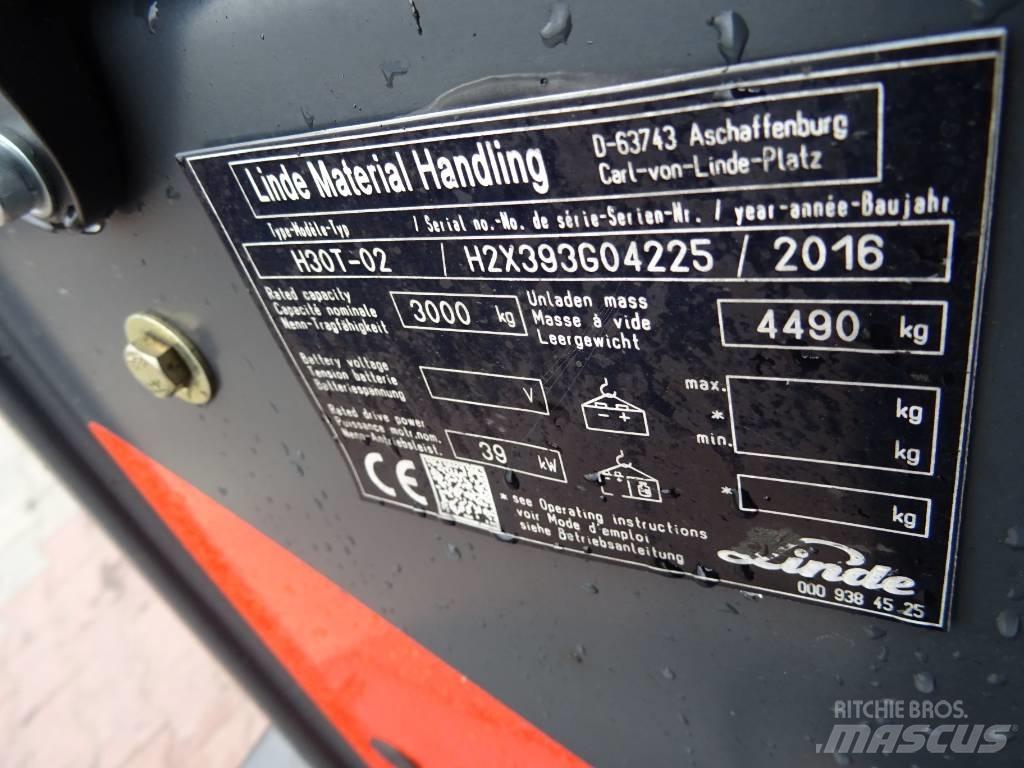 Linde Material Handling
D-63743 Aschaffenburg
Carl-von-Linde-Platz
Type-Modèle-Typ / Serial no.-No. de série-Serien-Nr. / year-année-Baujahr
H30T-02 / H2X393G04225 / 2016
Rated capacity
Capacité nominale
Nenn-Tragfähigkeit
3000 kg
Unladen mass
Masse à vide
Leergewicht
4490 kg
Battery voltage
Tension batterie
Batteriespannung
V
max. kg
*
min. kg
Rated drive power
Puissance motr.nom.
Nenn-Antriebsleist.
39 kW
* kg
CE
* see Operating instructions
voir Mode d'emploi
siehe Betriebsanleitung
Linde
000 938 45 25
RITCHIE BROS.
MASCUS